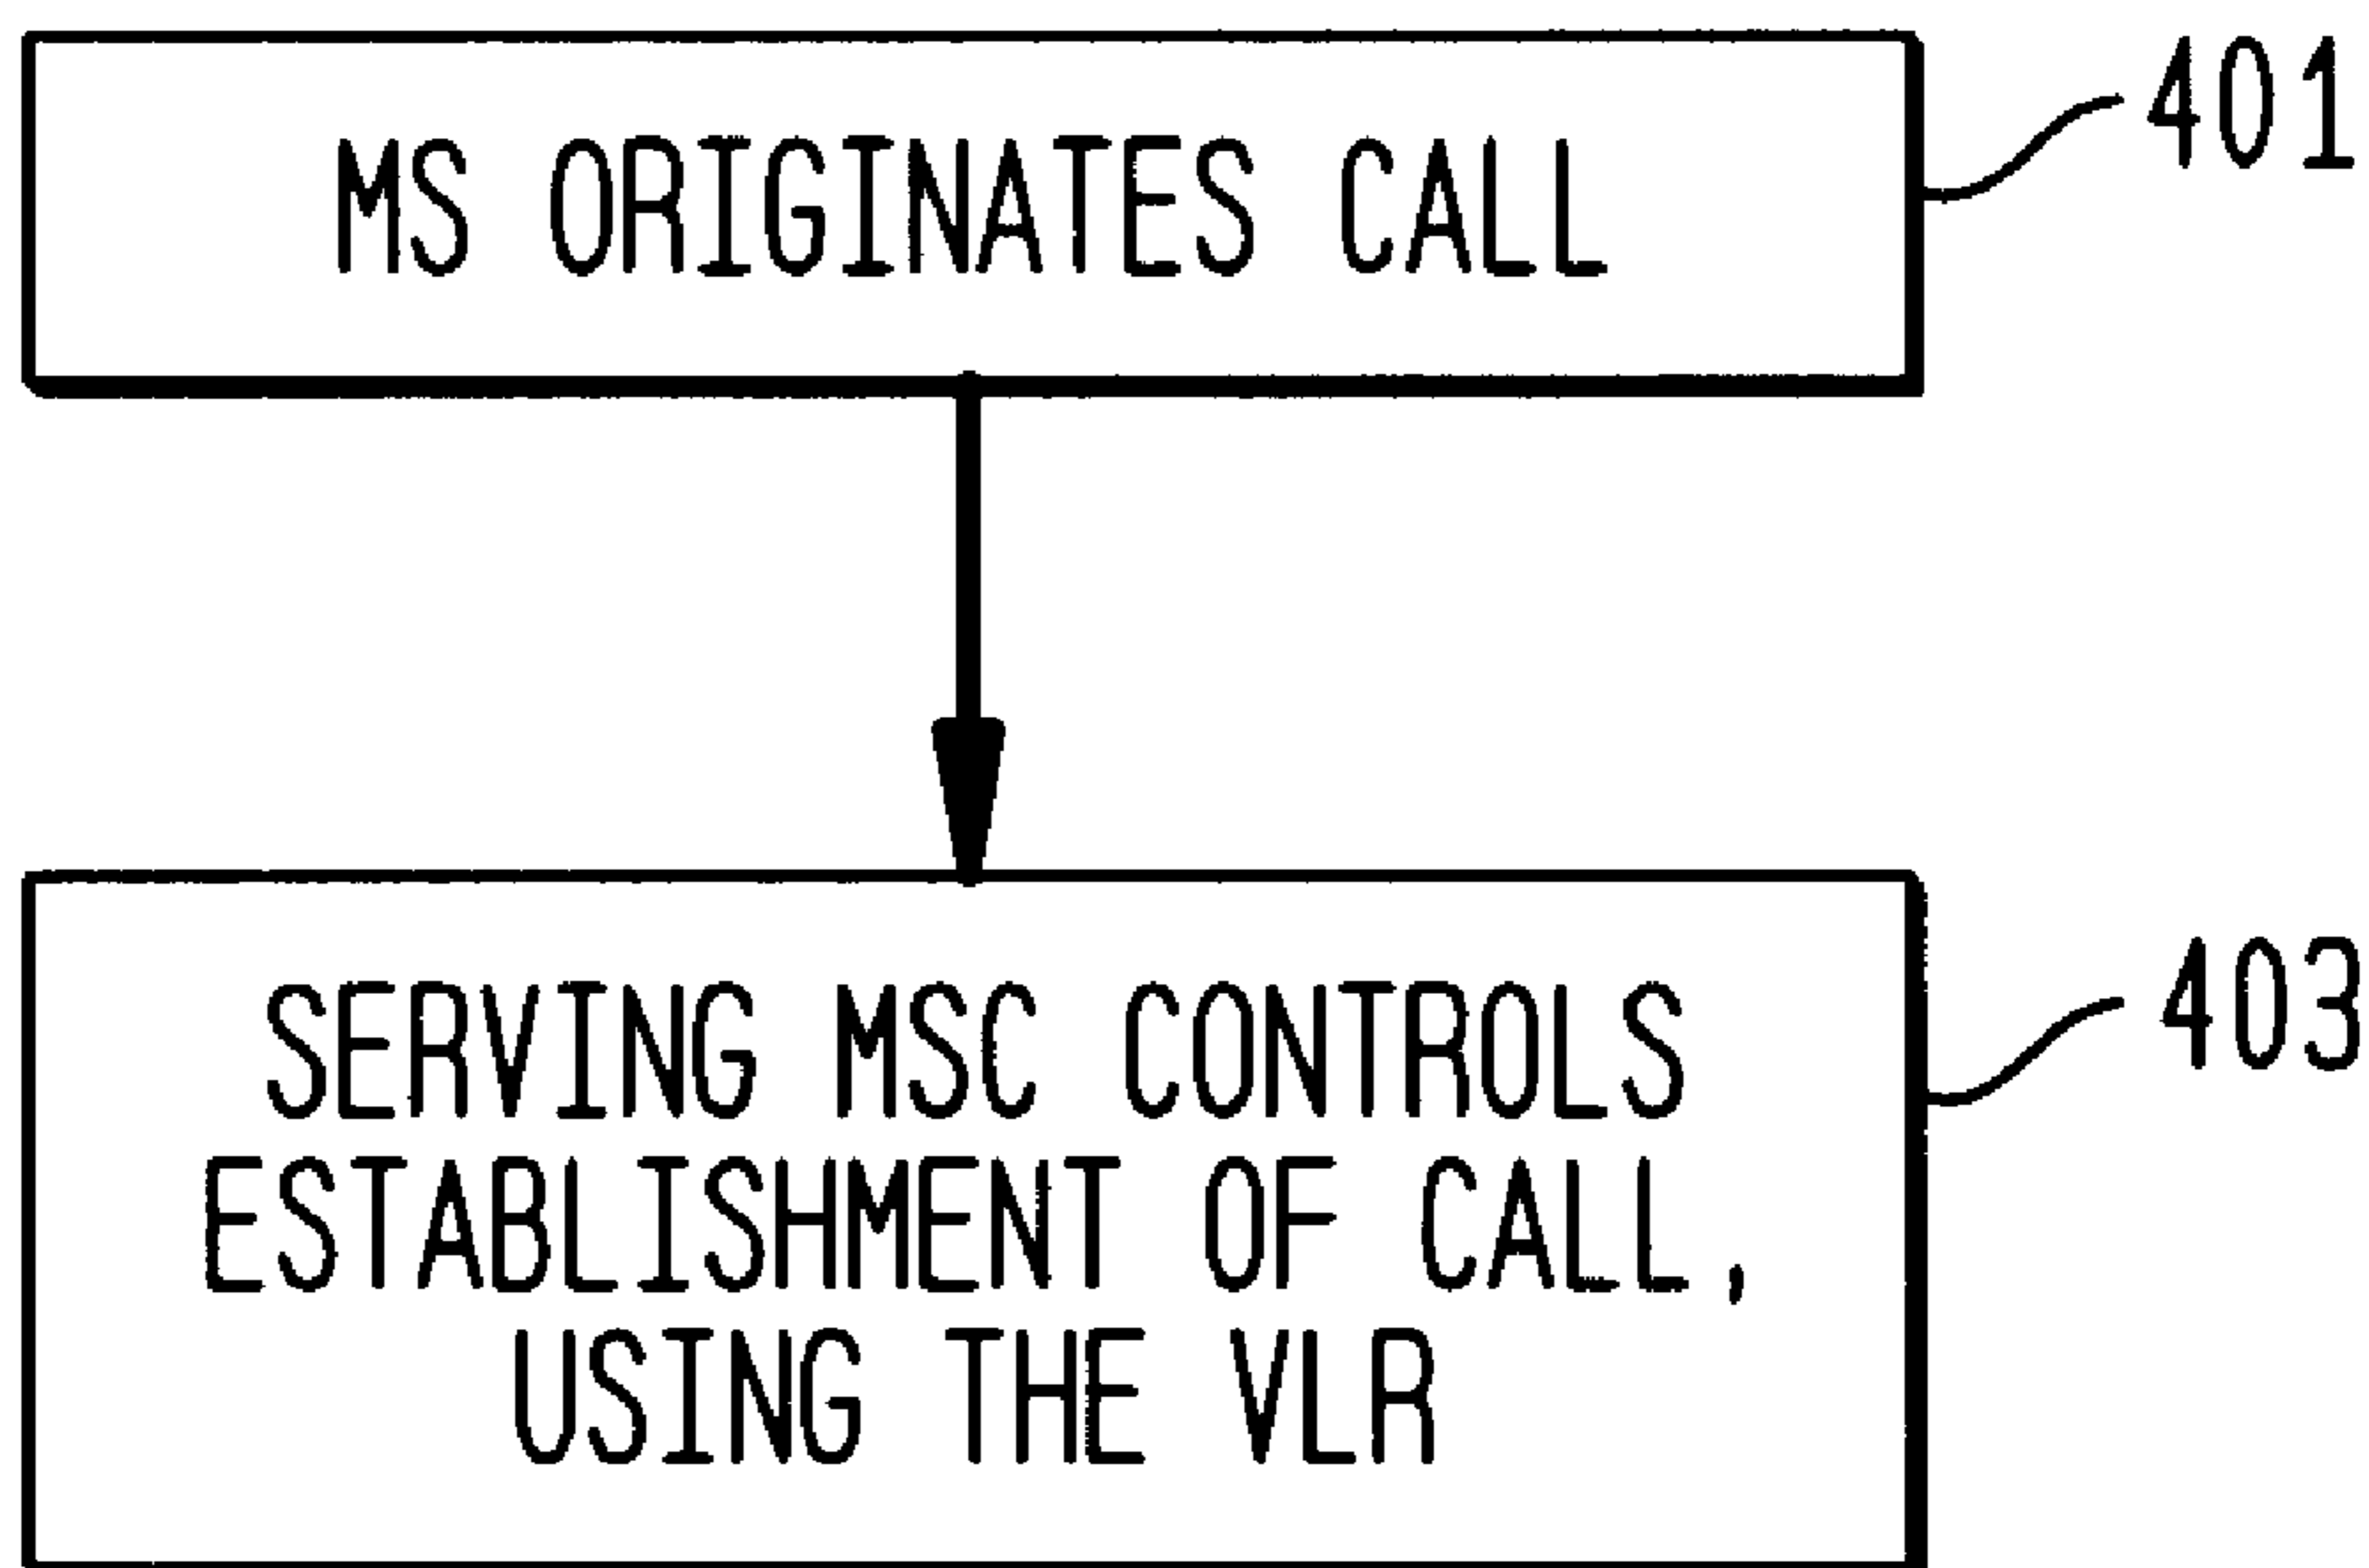 MS ORIGINATES CALL
401
SERVING MSC CONTROLS
403
ESTABLISHMENT OF CALL,
USING THE VLR